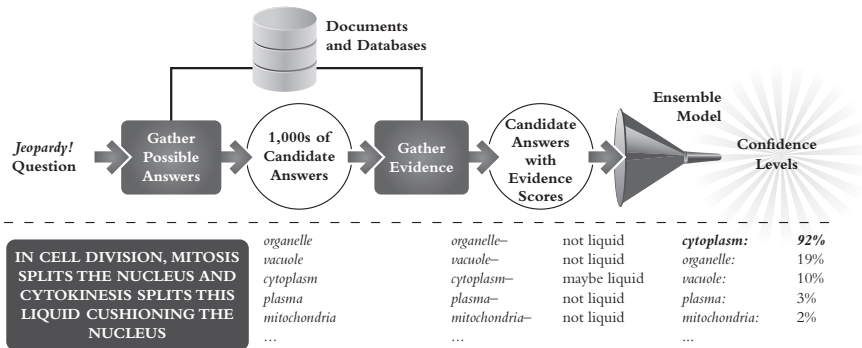 Documents
and Databases
Jeopardy!
Question
Gather
Possible
Answers
1,000s of
Candidate
Answers
Gather
Evidence
Candidate
Answers
with
Evidence
Scores
Ensemble
Model
Confidence
Levels
IN CELL DIVISION, MITOSIS
SPLITS THE NUCLEUS AND
CYTOKINESIS SPLITS THIS
LIQUID CUSHIONING THE
NUCLEUS
organelle
vacuole
cytoplasm
plasma
mitochondria
...
organelle– not liquid
vacuole– not liquid
cytoplasm– maybe liquid
plasma– not liquid
mitochondria– not liquid
...
cytoplasm: 92%
organelle: 19%
vacuole: 10%
plasma: 3%
mitochondria: 2%
...